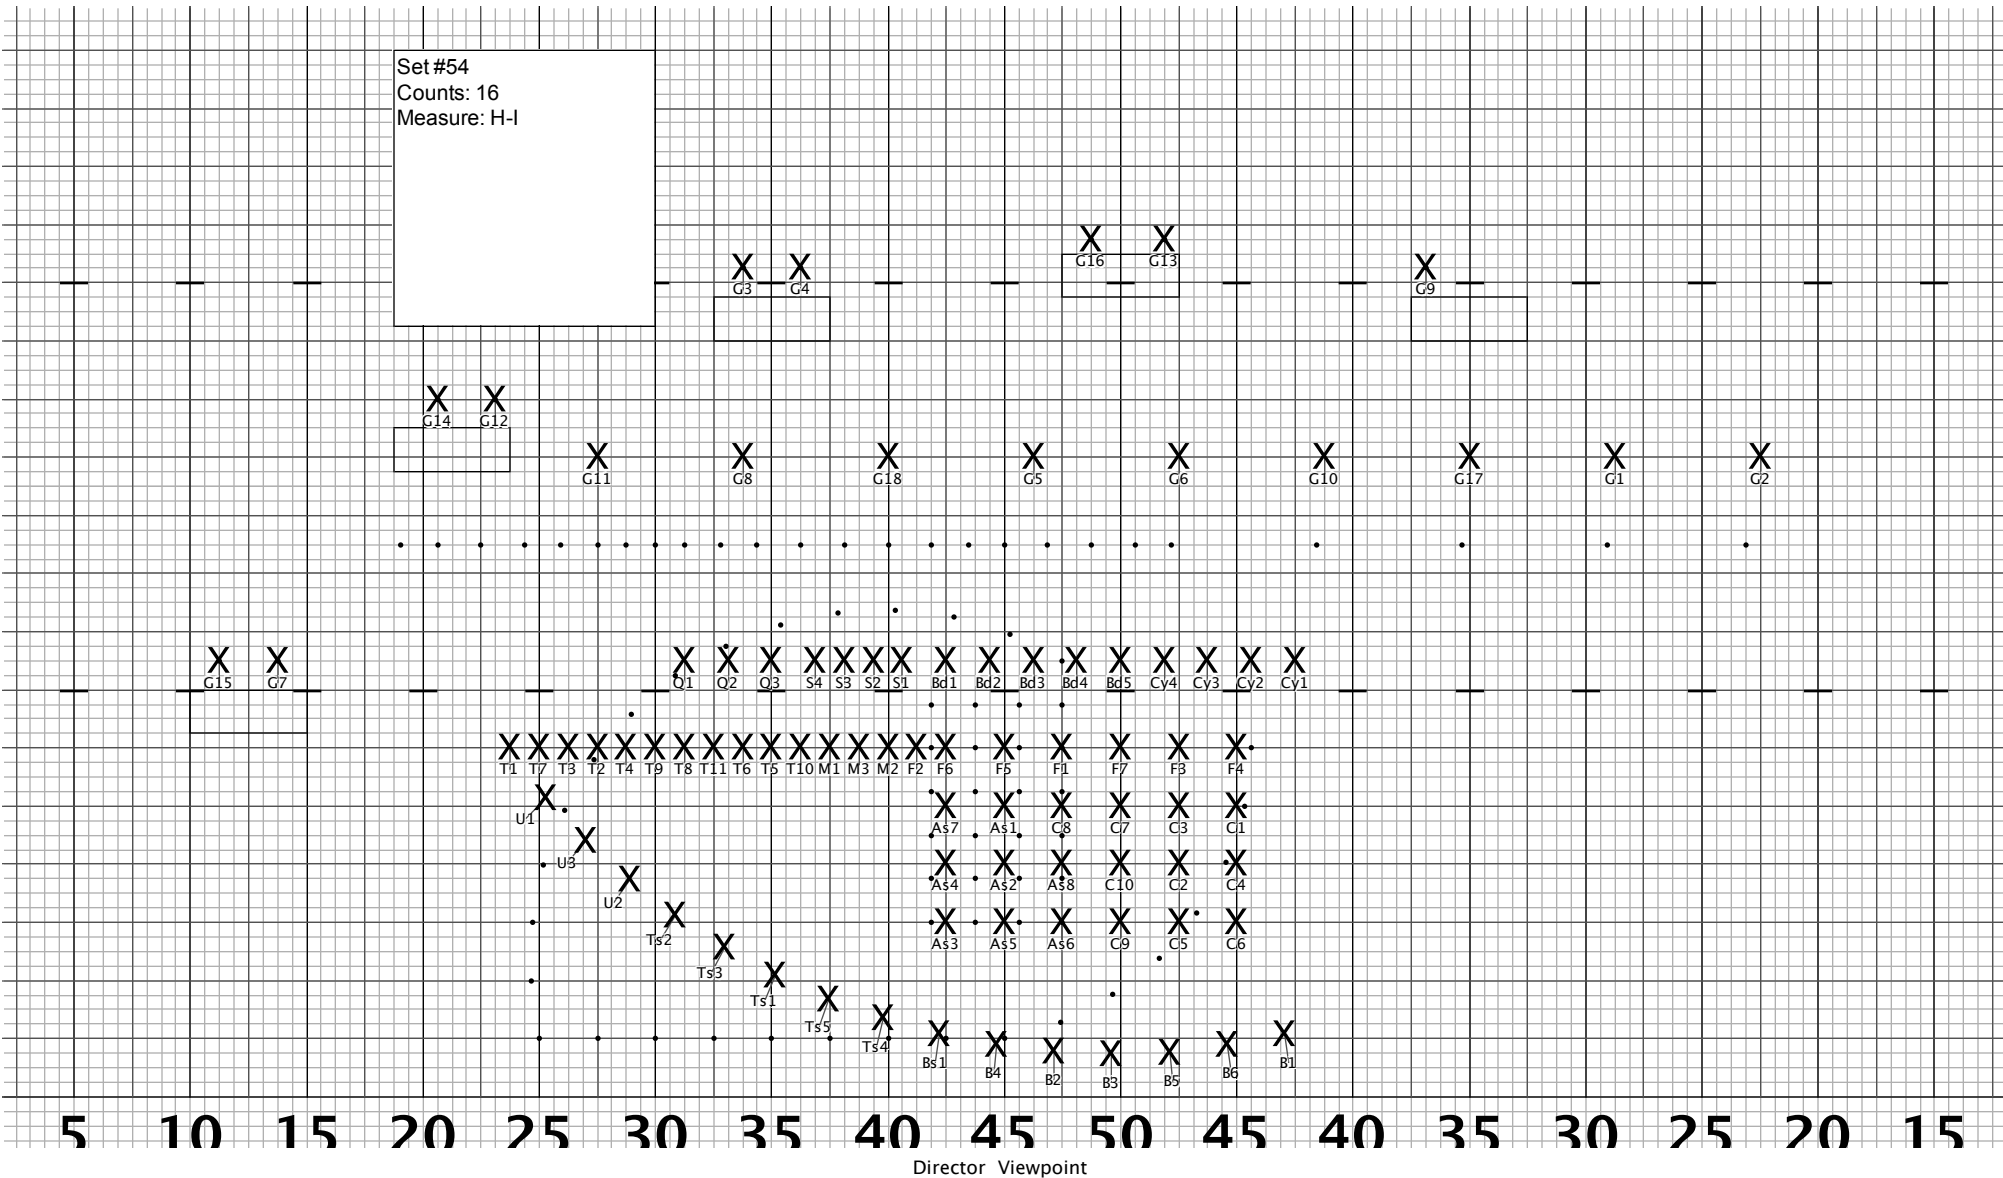 Set #54
Counts: 16
Measure: H-I
G16 G13
G3 G4 G9
G14 G12
G11 G8 G18 G5 G6 G10 G17 G1 G2
G15 G7 Q1 Q2 Q3 S4 S3 S2 S1 Bd1 Bd2 Bd3 Bd4 Bd5 Cy4 Cy3 Cy2 Cy1
T1 T7 T3 T2 T4 T9 T8 T11 T6 T5 T10 M1 M3 M2 F2 F6 F5 F1 F7 F3 F4
U1 As7 As1 C8 C7 C3 C1
U3
U2 As4 As2 As8 C10 C2 C4
Ts2 As3 As5 As6 C9 C5 C6
Ts3
Ts1
Ts5
Ts4
Bs1 B4 B2 B3 B5 B6 B1
5 10 15 20 25 30 35 40 45 50 45 40 35 30 25 20 15
Director Viewpoint